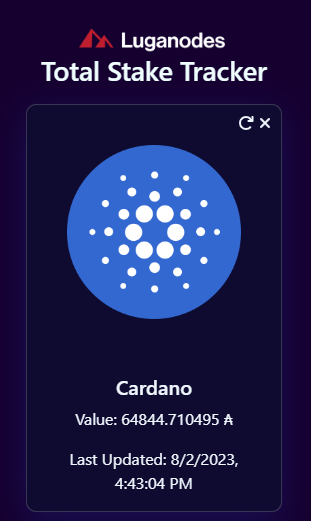 Luganodes
Total Stake Tracker
Cardano
Value: 64844.710495 ₳
Last Updated: 8/2/2023,
4:43:04 PM